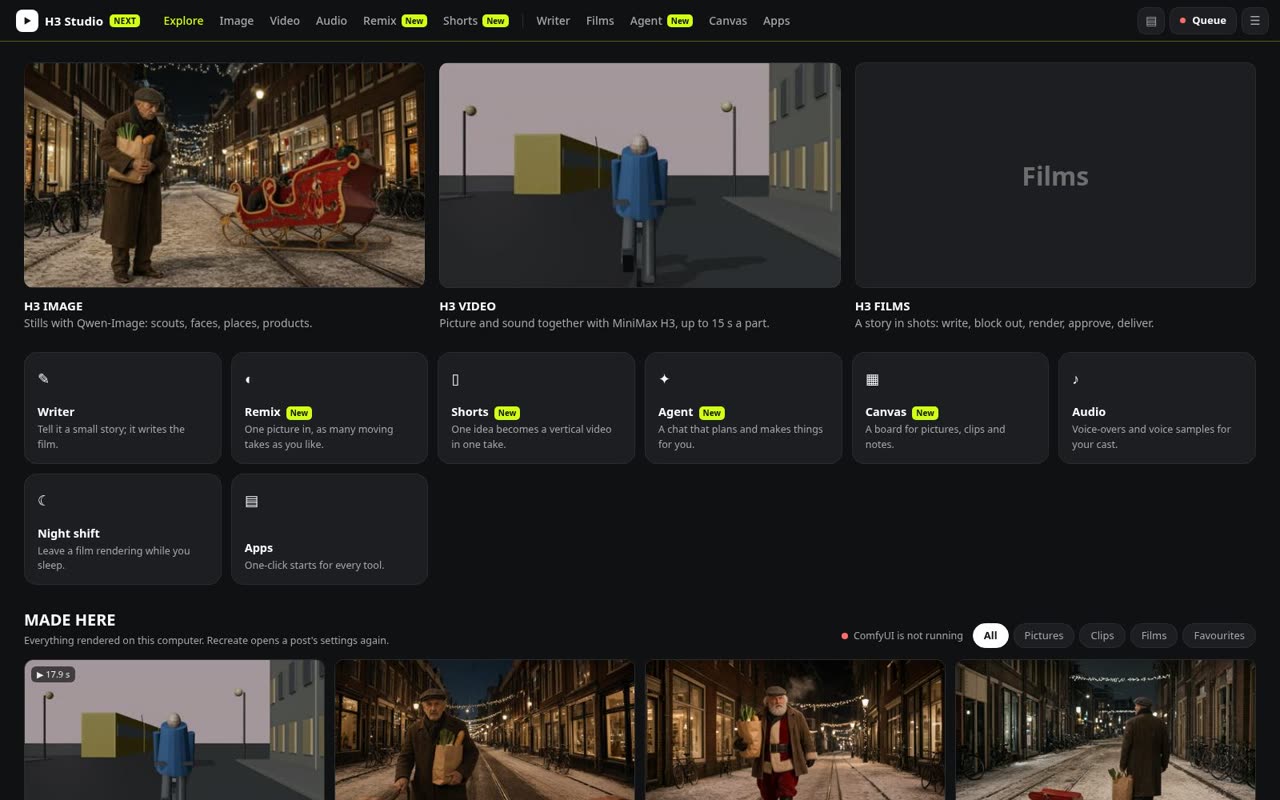 H3 Studio NEXT Explore Image Video Audio Remix New Shorts New Writer Films Agent New Canvas Apps Queue
Films
H3 IMAGE
Stills with Qwen-Image: scouts, faces, places, products.
H3 VIDEO
Picture and sound together with MiniMax H3, up to 15 s a part.
H3 FILMS
A story in shots: write, block out, render, approve, deliver.
Writer
Tell it a small story; it writes the
film.
Remix New
One picture in, as many moving
takes as you like.
Shorts New
One idea becomes a vertical video
in one take.
Agent New
A chat that plans and makes things
for you.
Canvas New
A board for pictures, clips and
notes.
Audio
Voice-overs and voice samples for
your cast.
Night shift
Leave a film rendering while you
sleep.
Apps
One-click starts for every tool.
MADE HERE
Everything rendered on this computer. Recreate opens a post's settings again.
ComfyUI is not running All Pictures Clips Films Favourites
▶ 17.9 s